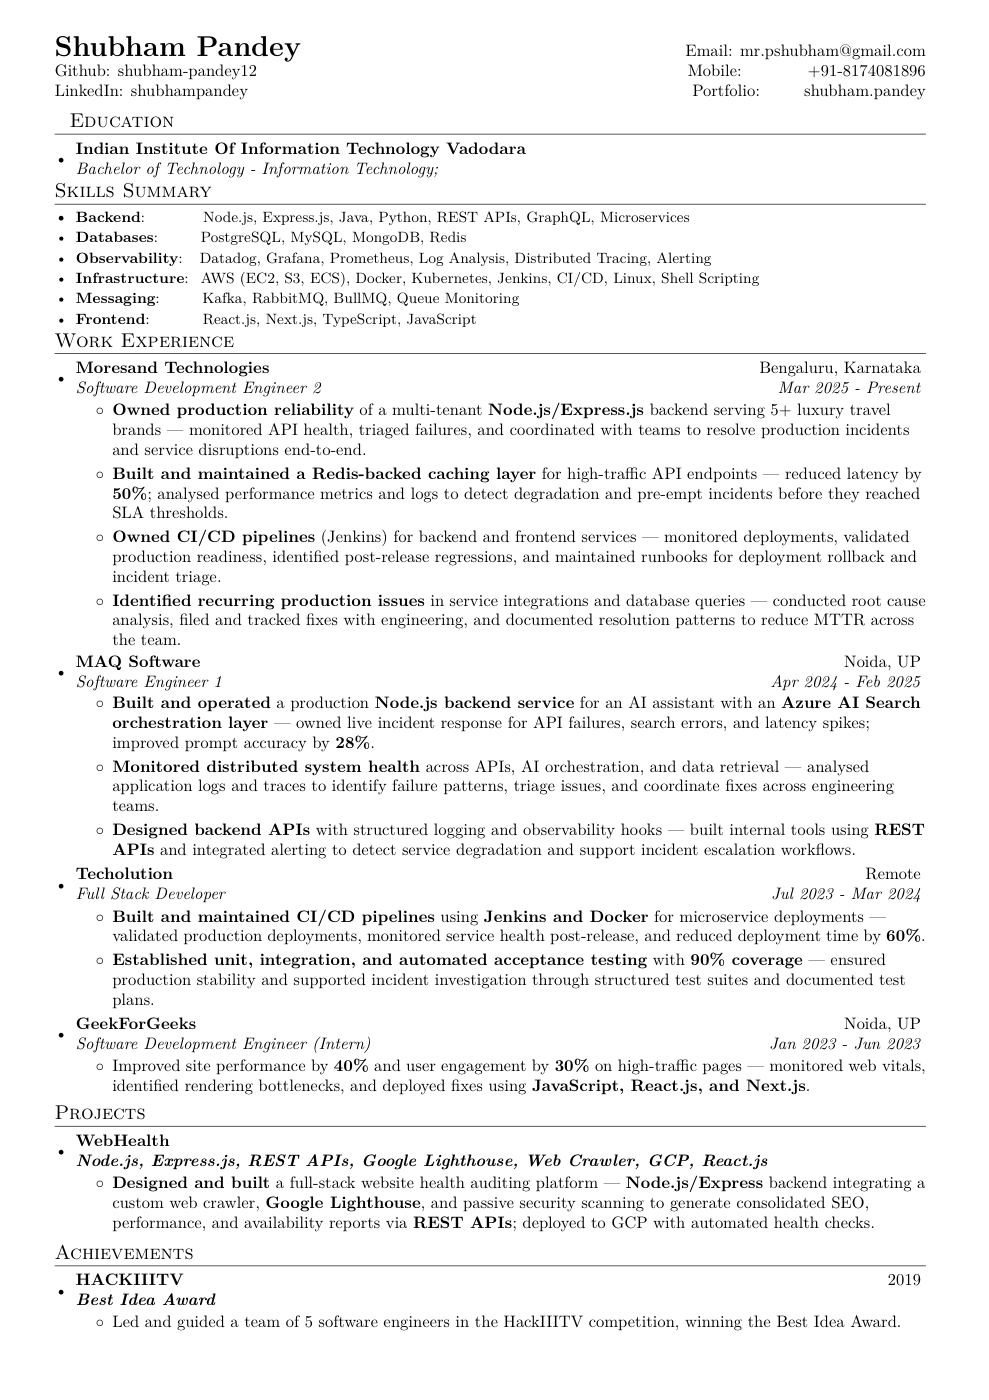 Shubham Pandey
Email: mr.pshubham@gmail.com
Github: shubham-pandey12
Mobile: +91-8174081896
LinkedIn: shubhampandey
Portfolio: shubham.pandey
Education
• Indian Institute Of Information Technology Vadodara
Bachelor of Technology - Information Technology;
Skills Summary
• Backend: Node.js, Express.js, Java, Python, REST APIs, GraphQL, Microservices
• Databases: PostgreSQL, MySQL, MongoDB, Redis
• Observability: Datadog, Grafana, Prometheus, Log Analysis, Distributed Tracing, Alerting
• Infrastructure: AWS (EC2, S3, ECS), Docker, Kubernetes, Jenkins, CI/CD, Linux, Shell Scripting
• Messaging: Kafka, RabbitMQ, BullMQ, Queue Monitoring
• Frontend: React.js, Next.js, TypeScript, JavaScript
Work Experience
• Moresand Technologies Bengaluru, Karnataka
Software Development Engineer 2 Mar 2025 - Present
◦ Owned production reliability of a multi-tenant Node.js/Express.js backend serving 5+ luxury travel
brands — monitored API health, triaged failures, and coordinated with teams to resolve production incidents
and service disruptions end-to-end.
◦ Built and maintained a Redis-backed caching layer for high-traffic API endpoints — reduced latency by
50%; analysed performance metrics and logs to detect degradation and pre-empt incidents before they reached
SLA thresholds.
◦ Owned CI/CD pipelines (Jenkins) for backend and frontend services — monitored deployments, validated
production readiness, identified post-release regressions, and maintained runbooks for deployment rollback and
incident triage.
◦ Identified recurring production issues in service integrations and database queries — conducted root cause
analysis, filed and tracked fixes with engineering, and documented resolution patterns to reduce MTTR across
the team.
• MAQ Software Noida, UP
Software Engineer 1 Apr 2024 - Feb 2025
◦ Built and operated a production Node.js backend service for an AI assistant with an Azure AI Search
orchestration layer — owned live incident response for API failures, search errors, and latency spikes;
improved prompt accuracy by 28%.
◦ Monitored distributed system health across APIs, AI orchestration, and data retrieval — analysed
application logs and traces to identify failure patterns, triage issues, and coordinate fixes across engineering
teams.
◦ Designed backend APIs with structured logging and observability hooks — built internal tools using REST
APIs and integrated alerting to detect service degradation and support incident escalation workflows.
• Techolution Remote
Full Stack Developer Jul 2023 - Mar 2024
◦ Built and maintained CI/CD pipelines using Jenkins and Docker for microservice deployments —
validated production deployments, monitored service health post-release, and reduced deployment time by 60%.
◦ Established unit, integration, and automated acceptance testing with 90% coverage — ensured
production stability and supported incident investigation through structured test suites and documented test
plans.
• GeekForGeeks Noida, UP
Software Development Engineer (Intern) Jan 2023 - Jun 2023
◦ Improved site performance by 40% and user engagement by 30% on high-traffic pages — monitored web vitals,
identified rendering bottlenecks, and deployed fixes using JavaScript, React.js, and Next.js.
Projects
• WebHealth
Node.js, Express.js, REST APIs, Google Lighthouse, Web Crawler, GCP, React.js
◦ Designed and built a full-stack website health auditing platform — Node.js/Express backend integrating a
custom web crawler, Google Lighthouse, and passive security scanning to generate consolidated SEO,
performance, and availability reports via REST APIs; deployed to GCP with automated health checks.
Achievements
• HACKIIITV 2019
Best Idea Award
◦ Led and guided a team of 5 software engineers in the HackIIITV competition, winning the Best Idea Award.